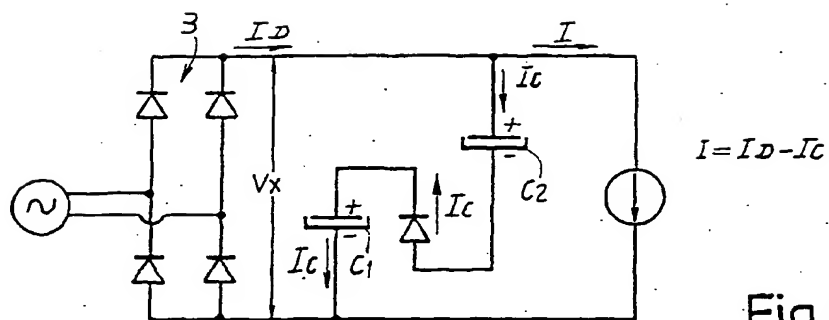 3
ID
I
Ic
+
-
C2
I = ID - Ic
~
Vx
+
-
C1
Ic
Ic
Fig